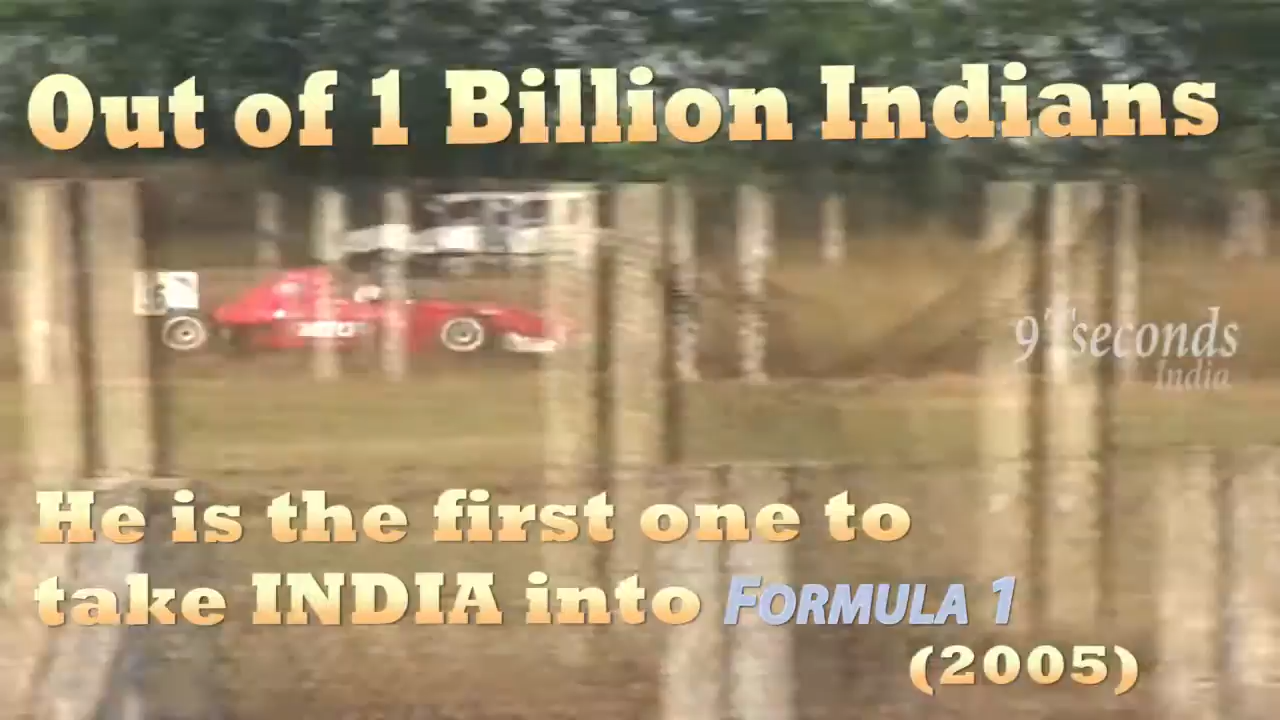 Out of 1 Billion Indians
9 seconds
India
He is the first one to
take INDIA into FORMULA 1
(2005)